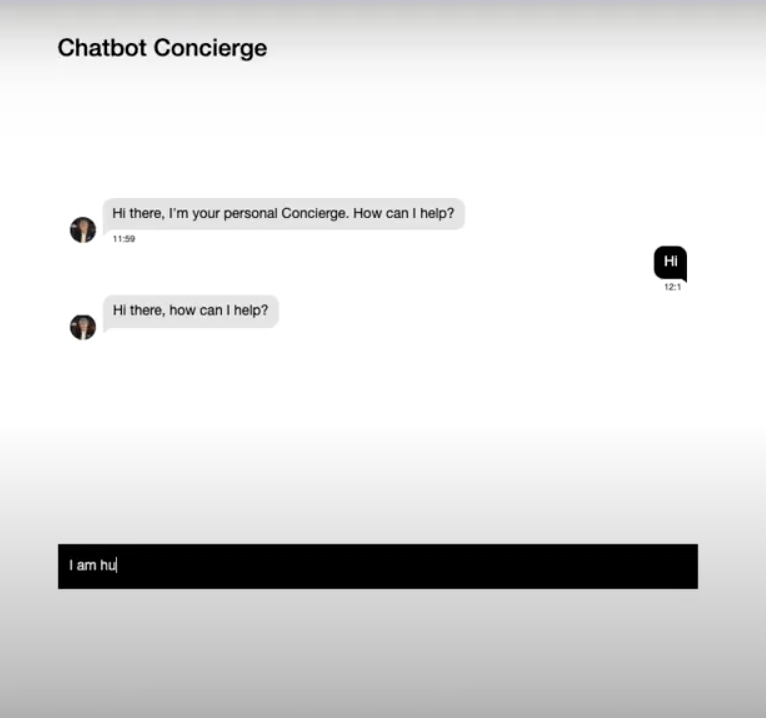 Chatbot Concierge
Hi there, I'm your personal Concierge. How can I help?
11:59
Hi
12:1
Hi there, how can I help?
I am hu